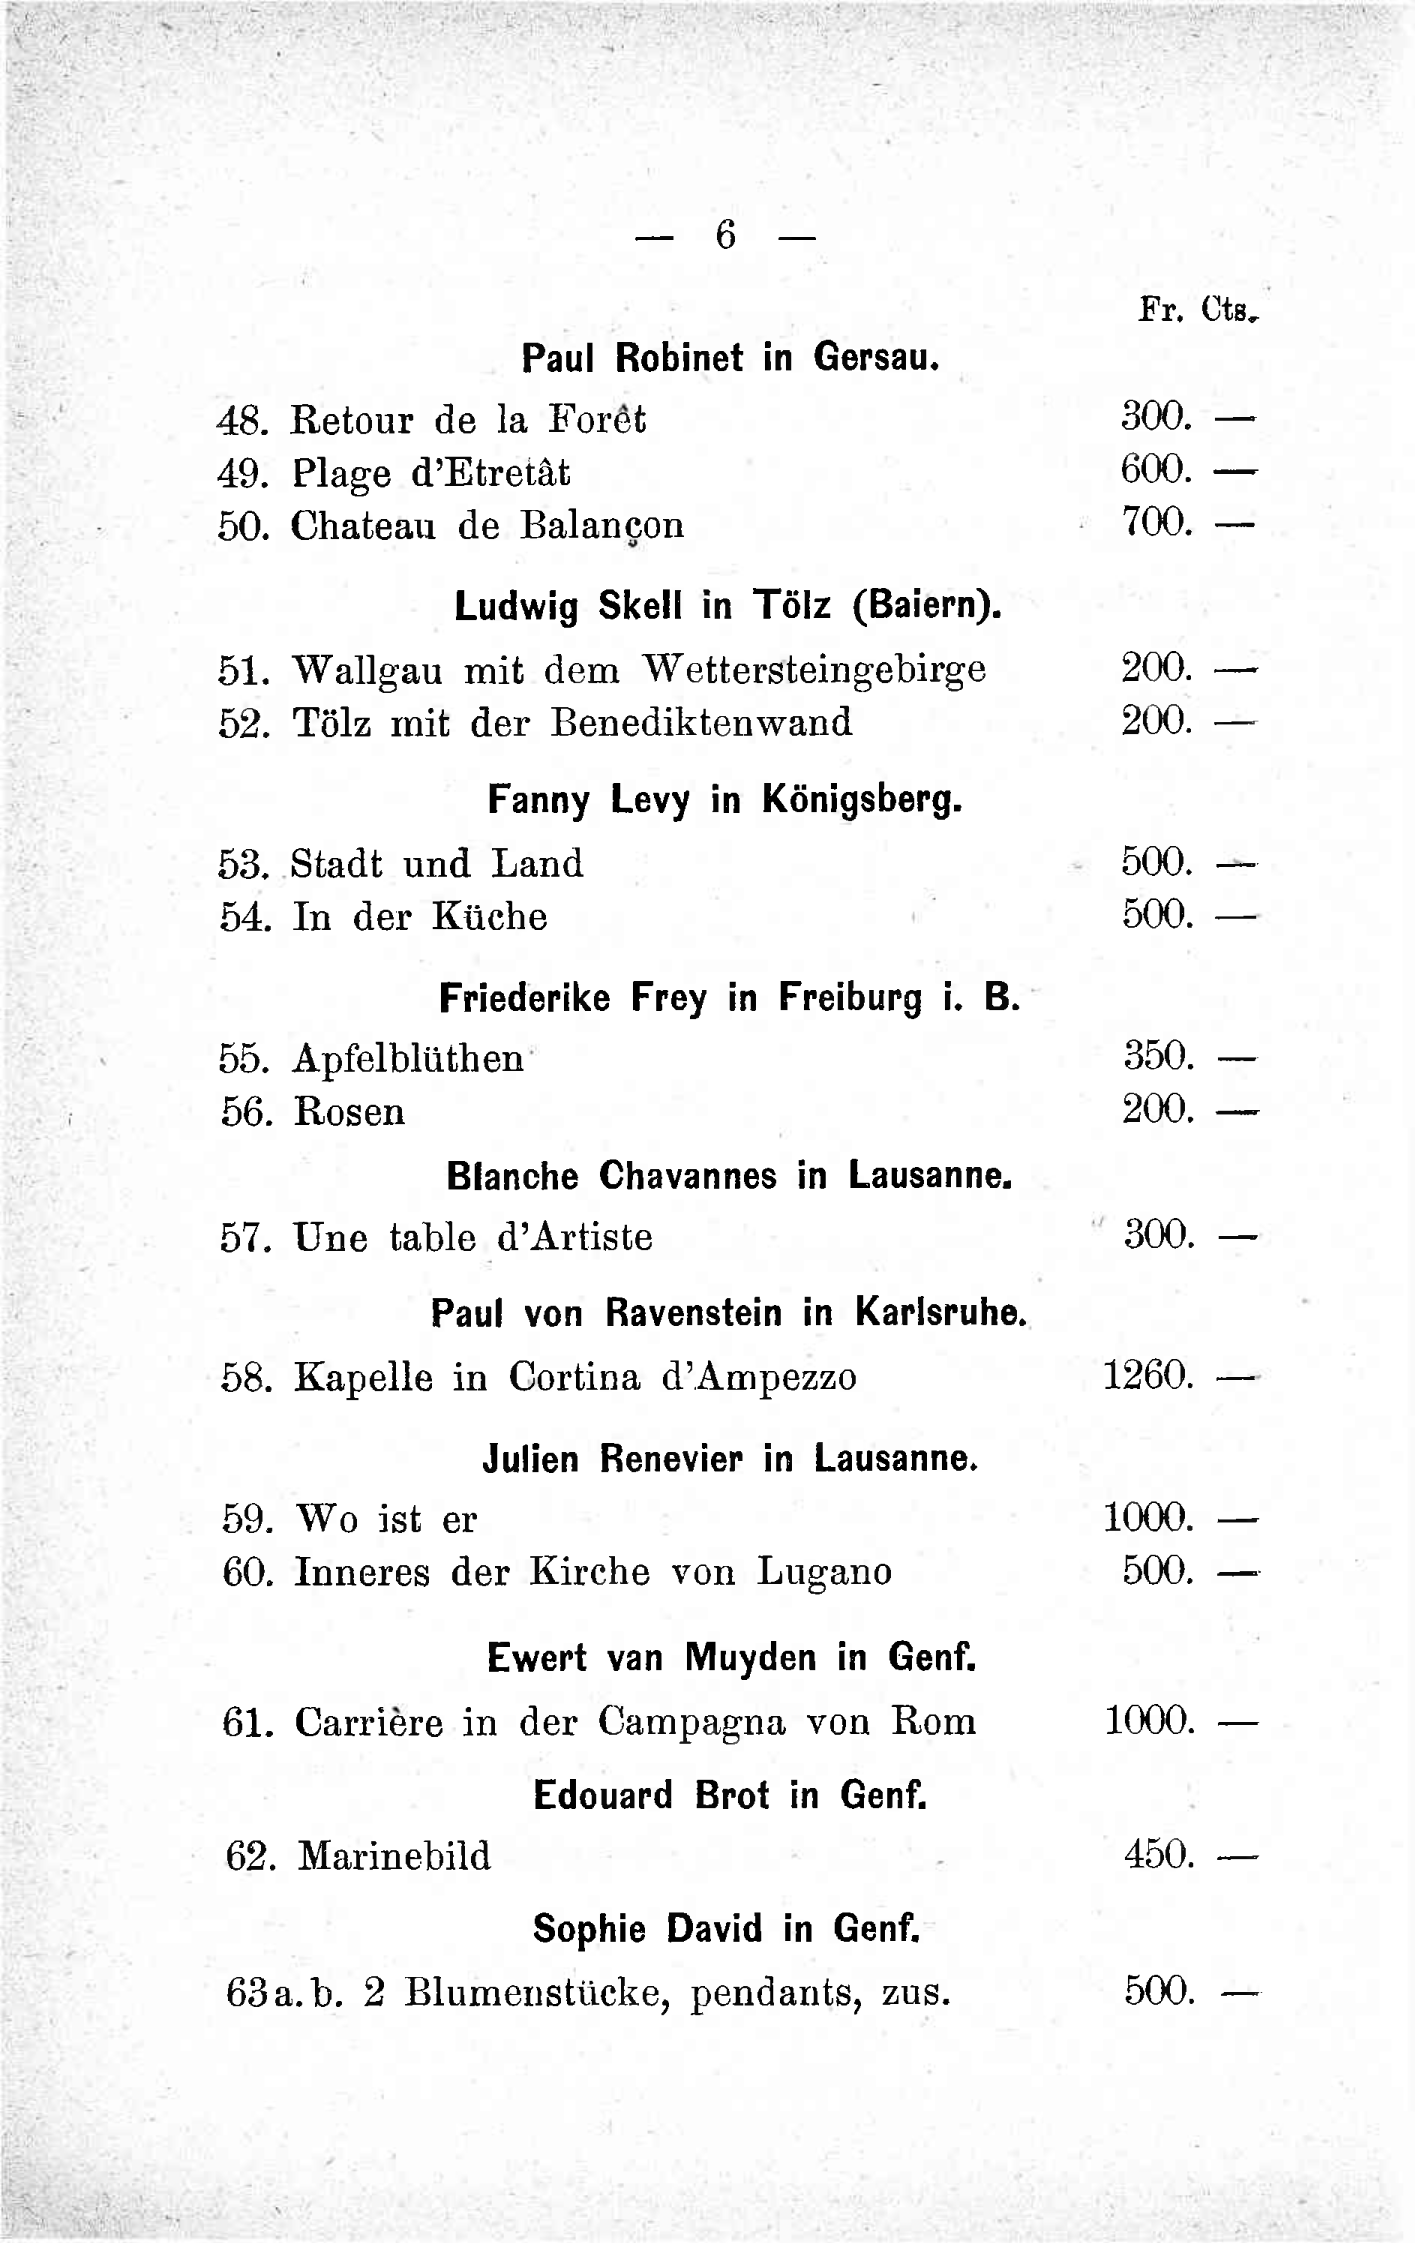 — 6 —
Fr. Cts.
Paul Robinet in Gersau.
48. Retour de la Forêt 300. —
49. Plage d'Etretât 600. —
50. Chateau de Balançon 700. —
Ludwig Skell in Tölz (Baiern).
51. Wallgau mit dem Wettersteingebirge 200. —
52. Tölz mit der Benediktenwand 200. —
Fanny Levy in Königsberg.
53. Stadt und Land 500. —
54. In der Küche 500. —
Friederike Frey in Freiburg i. B.
55. Apfelblüthen 350. —
56. Rosen 200. —
Blanche Chavannes in Lausanne.
57. Une table d'Artiste 300. —
Paul von Ravenstein in Karlsruhe.
58. Kapelle in Cortina d'Ampezzo 1260. —
Julien Renevier in Lausanne.
59. Wo ist er 1000. —
60. Inneres der Kirche von Lugano 500. —
Ewert van Muyden in Genf.
61. Carrière in der Campagna von Rom 1000. —
Edouard Brot in Genf.
62. Marinebild 450. —
Sophie David in Genf.
63 a. b. 2 Blumenstücke, pendants, zus. 500. —